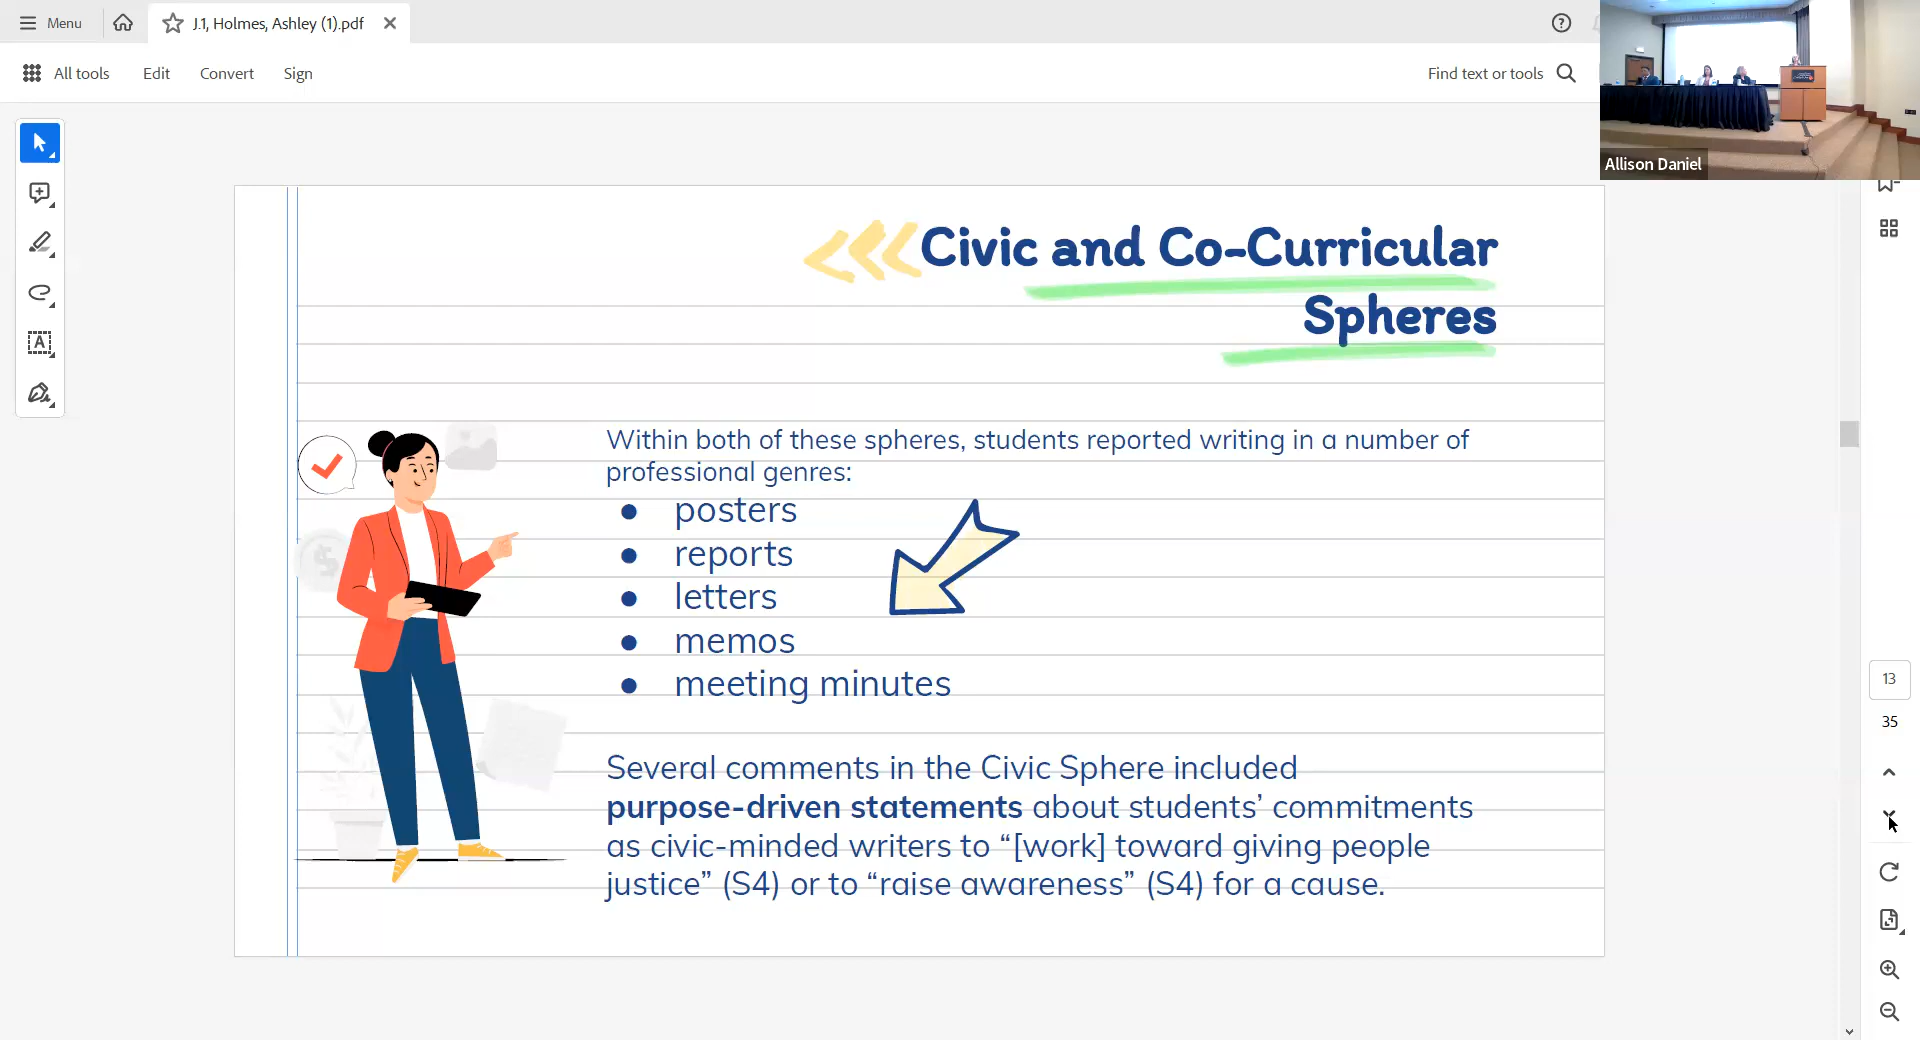 Menu
J.1, Holmes, Ashley (1).pdf
All tools
Edit
Convert
Sign
Find text or tools
Allison Daniel
Civic and Co-Curricular
Spheres
Within both of these spheres, students reported writing in a number of
professional genres:
● posters
● reports
● letters
● memos
● meeting minutes
Several comments in the Civic Sphere included
purpose-driven statements about students’ commitments
as civic-minded writers to “[work] toward giving people
justice” (S4) or to “raise awareness” (S4) for a cause.
13
35